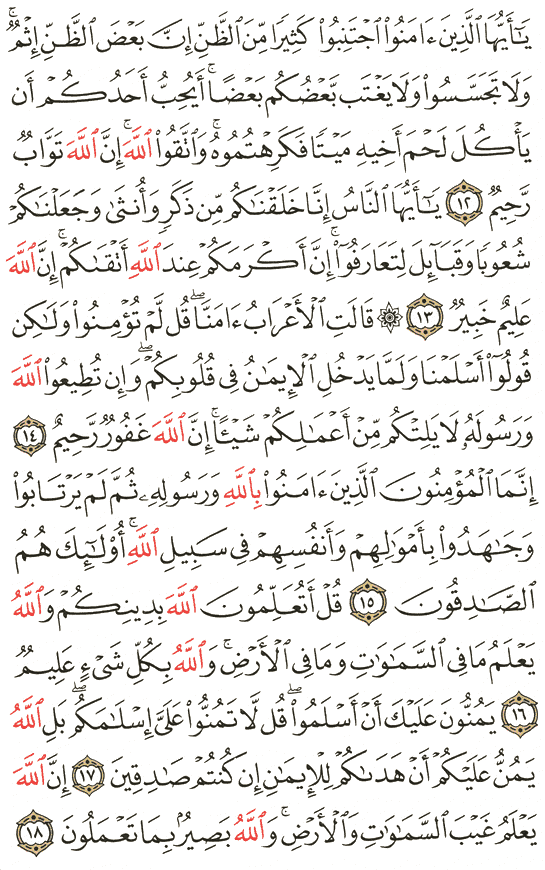 يَـٰٓأَيُّهَا ٱلَّذِينَ ءَامَنُوا۟ ٱجْتَنِبُوا۟ كَثِيرًا مِّنَ ٱلظَّنِّ إِنَّ بَعْضَ ٱلظَّنِّ إِثْمٌ ۖ
وَلَا تَجَسَّسُوا۟ وَلَا يَغْتَب بَّعْضُكُم بَعْضًا ۚ أَيُحِبُّ أَحَدُكُمْ أَن
يَأْكُلَ لَحْمَ أَخِيهِ مَيْتًا فَكَرِهْتُمُوهُ ۚ وَٱتَّقُوا۟ ٱللَّهَ ۚ إِنَّ ٱللَّهَ تَوَّابٌ
رَّحِيمٌ ١٢ يَـٰٓأَيُّهَا ٱلنَّاسُ إِنَّا خَلَقْنَـٰكُم مِّن ذَكَرٍ وَأُنثَىٰ وَجَعَلْنَـٰكُمْ
شُعُوبًا وَقَبَآئِلَ لِتَعَارَفُوٓا۟ ۚ إِنَّ أَكْرَمَكُمْ عِندَ ٱللَّهِ أَتْقَىٰكُمْ ۚ إِنَّ ٱللَّهَ
عَلِيمٌ خَبِيرٌ ١٣ ۞ قَالَتِ ٱلْأَعْرَابُ ءَامَنَّا ۖ قُل لَّمْ تُؤْمِنُوا۟ وَلَـٰكِن
قُولُوٓا۟ أَسْلَمْنَا وَلَمَّا يَدْخُلِ ٱلْإِيمَـٰنُ فِى قُلُوبِكُمْ ۖ وَإِن تُطِيعُوا۟ ٱللَّهَ
وَرَسُولَهُۥ لَا يَلِتْكُم مِّنْ أَعْمَـٰلِكُمْ شَيْـًٔا ۚ إِنَّ ٱللَّهَ غَفُورٌ رَّحِيمٌ ١٤
إِنَّمَا ٱلْمُؤْمِنُونَ ٱلَّذِينَ ءَامَنُوا۟ بِٱللَّهِ وَرَسُولِهِۦ ثُمَّ لَمْ يَرْتَابُوا۟
وَجَـٰهَدُوا۟ بِأَمْوَٰلِهِمْ وَأَنفُسِهِمْ فِى سَبِيلِ ٱللَّهِ ۚ أُو۟لَـٰٓئِكَ هُمُ
ٱلصَّـٰدِقُونَ ١٥ قُلْ أَتُعَلِّمُونَ ٱللَّهَ بِدِينِكُمْ وَٱللَّهُ
يَعْلَمُ مَا فِى ٱلسَّمَـٰوَٰتِ وَمَا فِى ٱلْأَرْضِ ۚ وَٱللَّهُ بِكُلِّ شَىْءٍ عَلِيمٌ
١٦ يَمُنُّونَ عَلَيْكَ أَنْ أَسْلَمُوا۟ ۖ قُل لَّا تَمُنُّوا۟ عَلَىَّ إِسْلَـٰمَكُم ۖ بَلِ ٱللَّهُ
يَمُنُّ عَلَيْكُمْ أَنْ هَدَىٰكُمْ لِلْإِيمَـٰنِ إِن كُنتُمْ صَـٰدِقِينَ ١٧ إِنَّ ٱللَّهَ
يَعْلَمُ غَيْبَ ٱلسَّمَـٰوَٰتِ وَٱلْأَرْضِ ۚ وَٱللَّهُ بَصِيرٌۢ بِمَا تَعْمَلُونَ ١٨